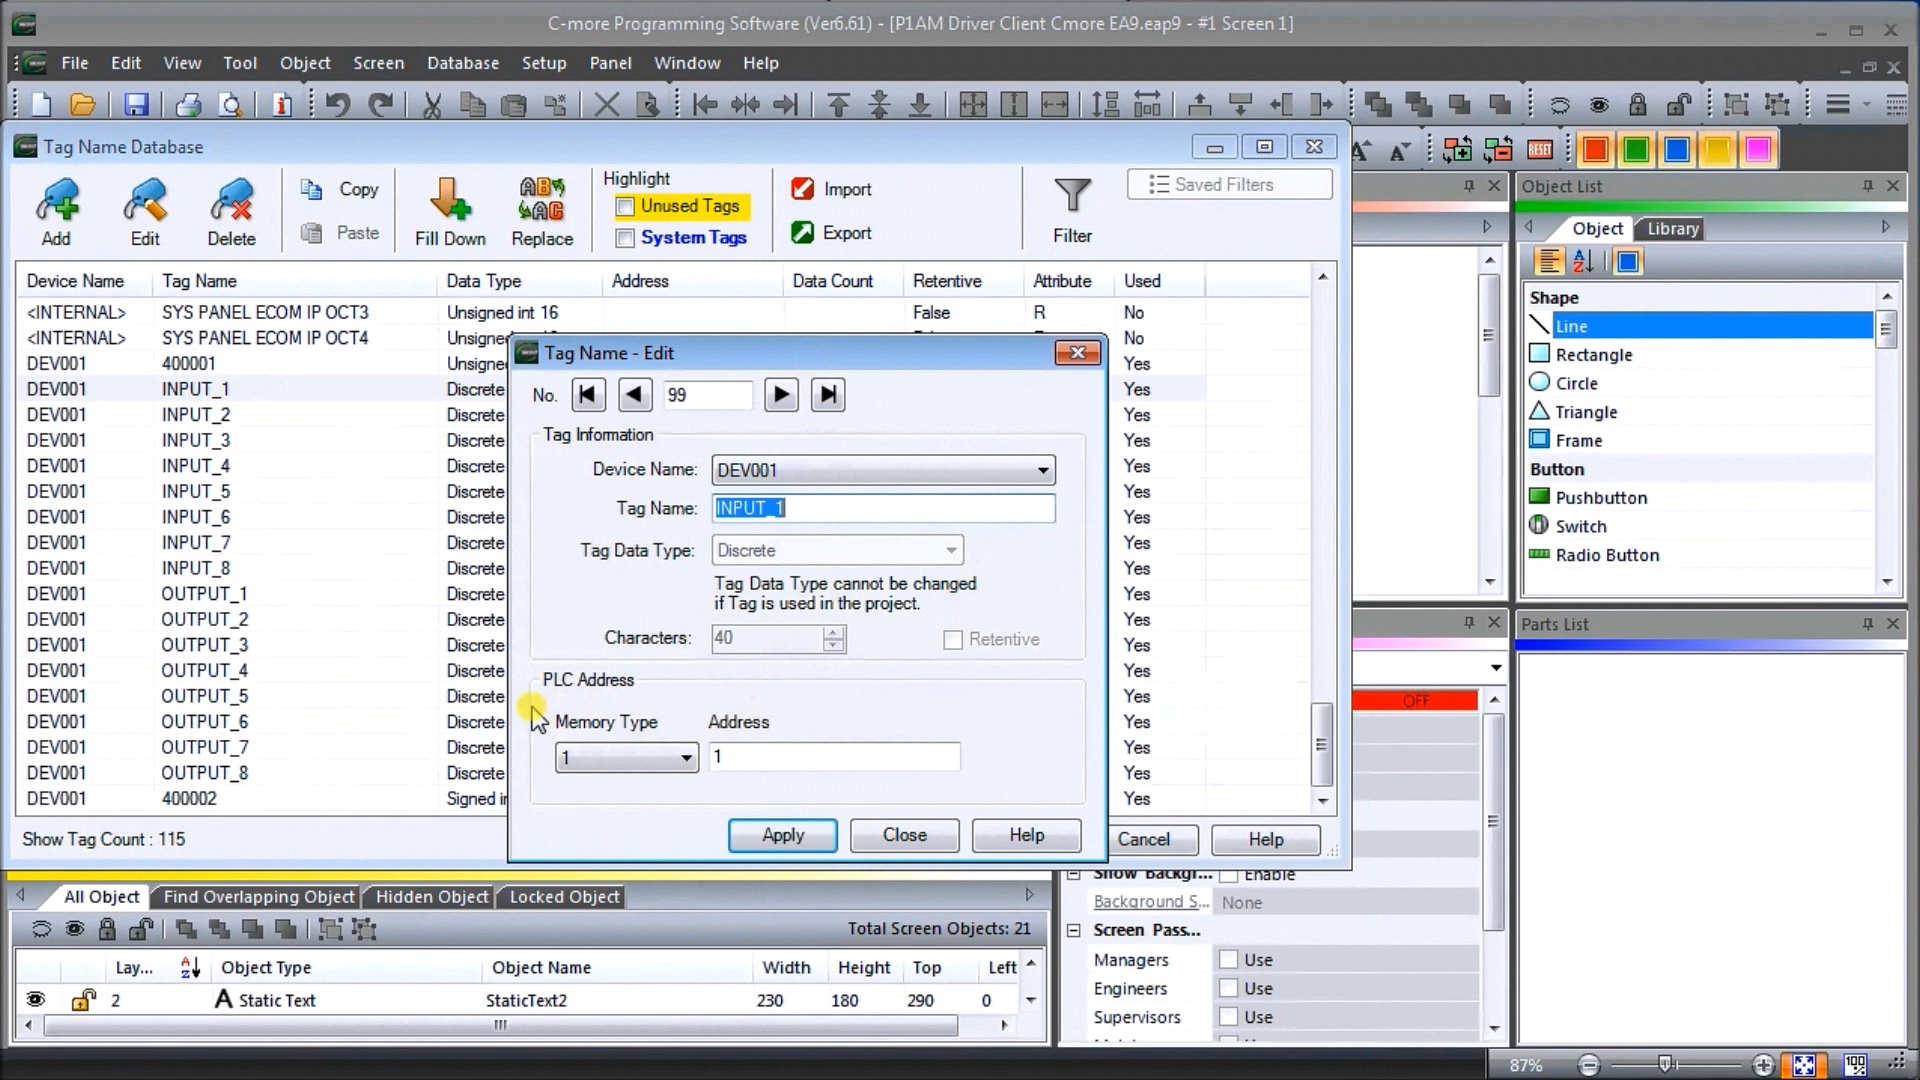 C-more Programming Software (Ver6.61) - [P1AM Driver Client Cmore EA9.eap9 - #1 Screen 1]
File Edit View Tool Object Screen Database Setup Panel Window Help
Tag Name Database
Add Edit Delete
Copy
Paste
Fill Down Replace
Highlight
Unused Tags
System Tags
Import
Export
Filter
Saved Filters
RESET
Device Name Tag Name Data Type Address Data Count Retentive Attribute Used
<INTERNAL> SYS PANEL ECOM IP OCT3 Unsigned int 16 False R No
<INTERNAL> SYS PANEL ECOM IP OCT4 No
DEV001 400001 Unsigne Yes
DEV001 INPUT_1 Discrete Yes
DEV001 INPUT_2 Discrete Yes
DEV001 INPUT_3 Discrete Yes
DEV001 INPUT_4 Discrete Yes
DEV001 INPUT_5 Discrete Yes
DEV001 INPUT_6 Discrete Yes
DEV001 INPUT_7 Discrete Yes
DEV001 INPUT_8 Discrete Yes
DEV001 OUTPUT_1 Discrete Yes
DEV001 OUTPUT_2 Discrete Yes
DEV001 OUTPUT_3 Discrete Yes
DEV001 OUTPUT_4 Discrete Yes
DEV001 OUTPUT_5 Discrete Yes
DEV001 OUTPUT_6 Discrete Yes
DEV001 OUTPUT_7 Discrete Yes
DEV001 OUTPUT_8 Discrete Yes
DEV001 400002 Signed in Yes
Show Tag Count : 115
Cancel Help
Tag Name - Edit
No. 99
Tag Information
Device Name: DEV001
Tag Name: INPUT_1
Tag Data Type: Discrete
Tag Data Type cannot be changed
if Tag is used in the project.
Characters: 40 Retentive
PLC Address
Memory Type Address
1 1
Apply Close Help
Object List
Object Library
Shape
Line
Rectangle
Circle
Triangle
Frame
Button
Pushbutton
Switch
Radio Button
Parts List
OFF
Show Backgr... Enable
Background S... None
Screen Pass...
Managers Use
Engineers Use
Supervisors Use
All Object Find Overlapping Object Hidden Object Locked Object
Total Screen Objects: 21
Lay... Object Type Object Name Width Height Top Left
2 A Static Text StaticText2 230 180 290 0
87%
100